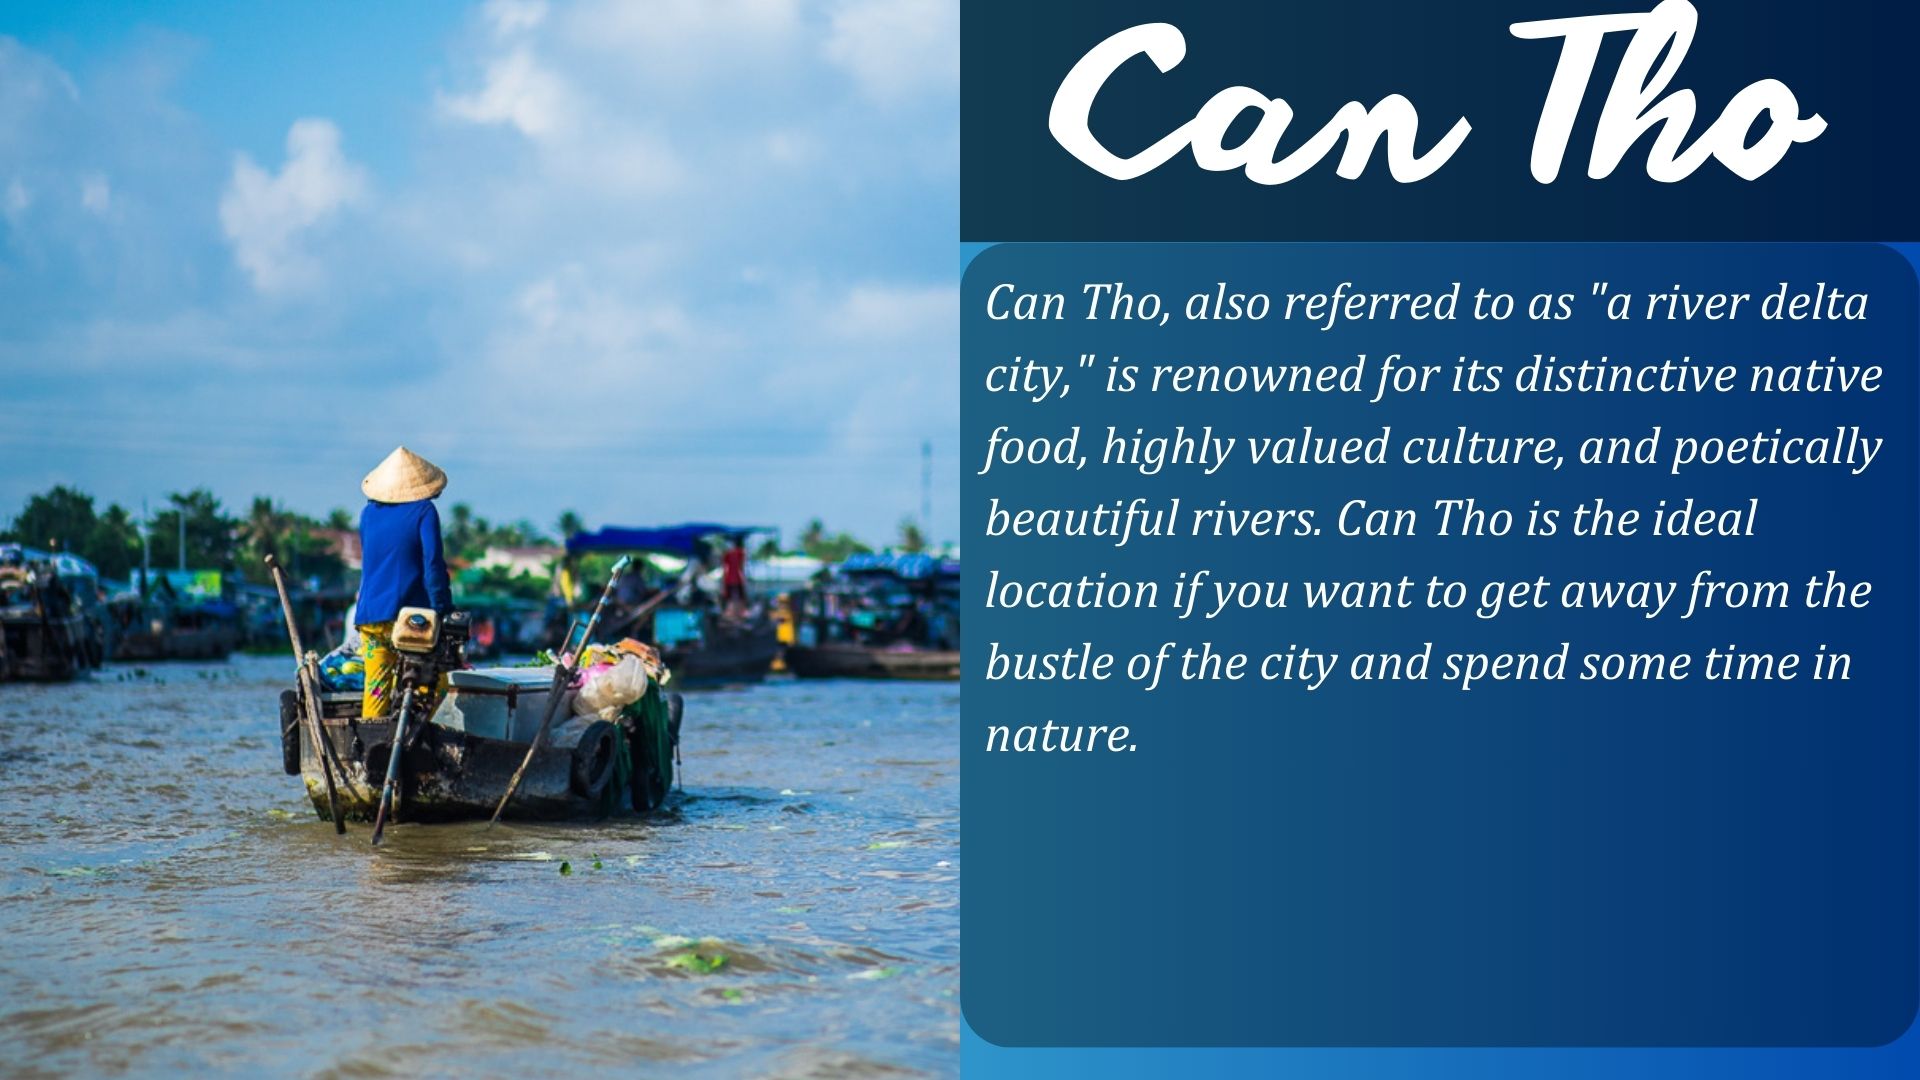 Can Tho
Can Tho, also referred to as "a river delta
city," is renowned for its distinctive native
food, highly valued culture, and poetically
beautiful rivers. Can Tho is the ideal
location if you want to get away from the
bustle of the city and spend some time in
nature.